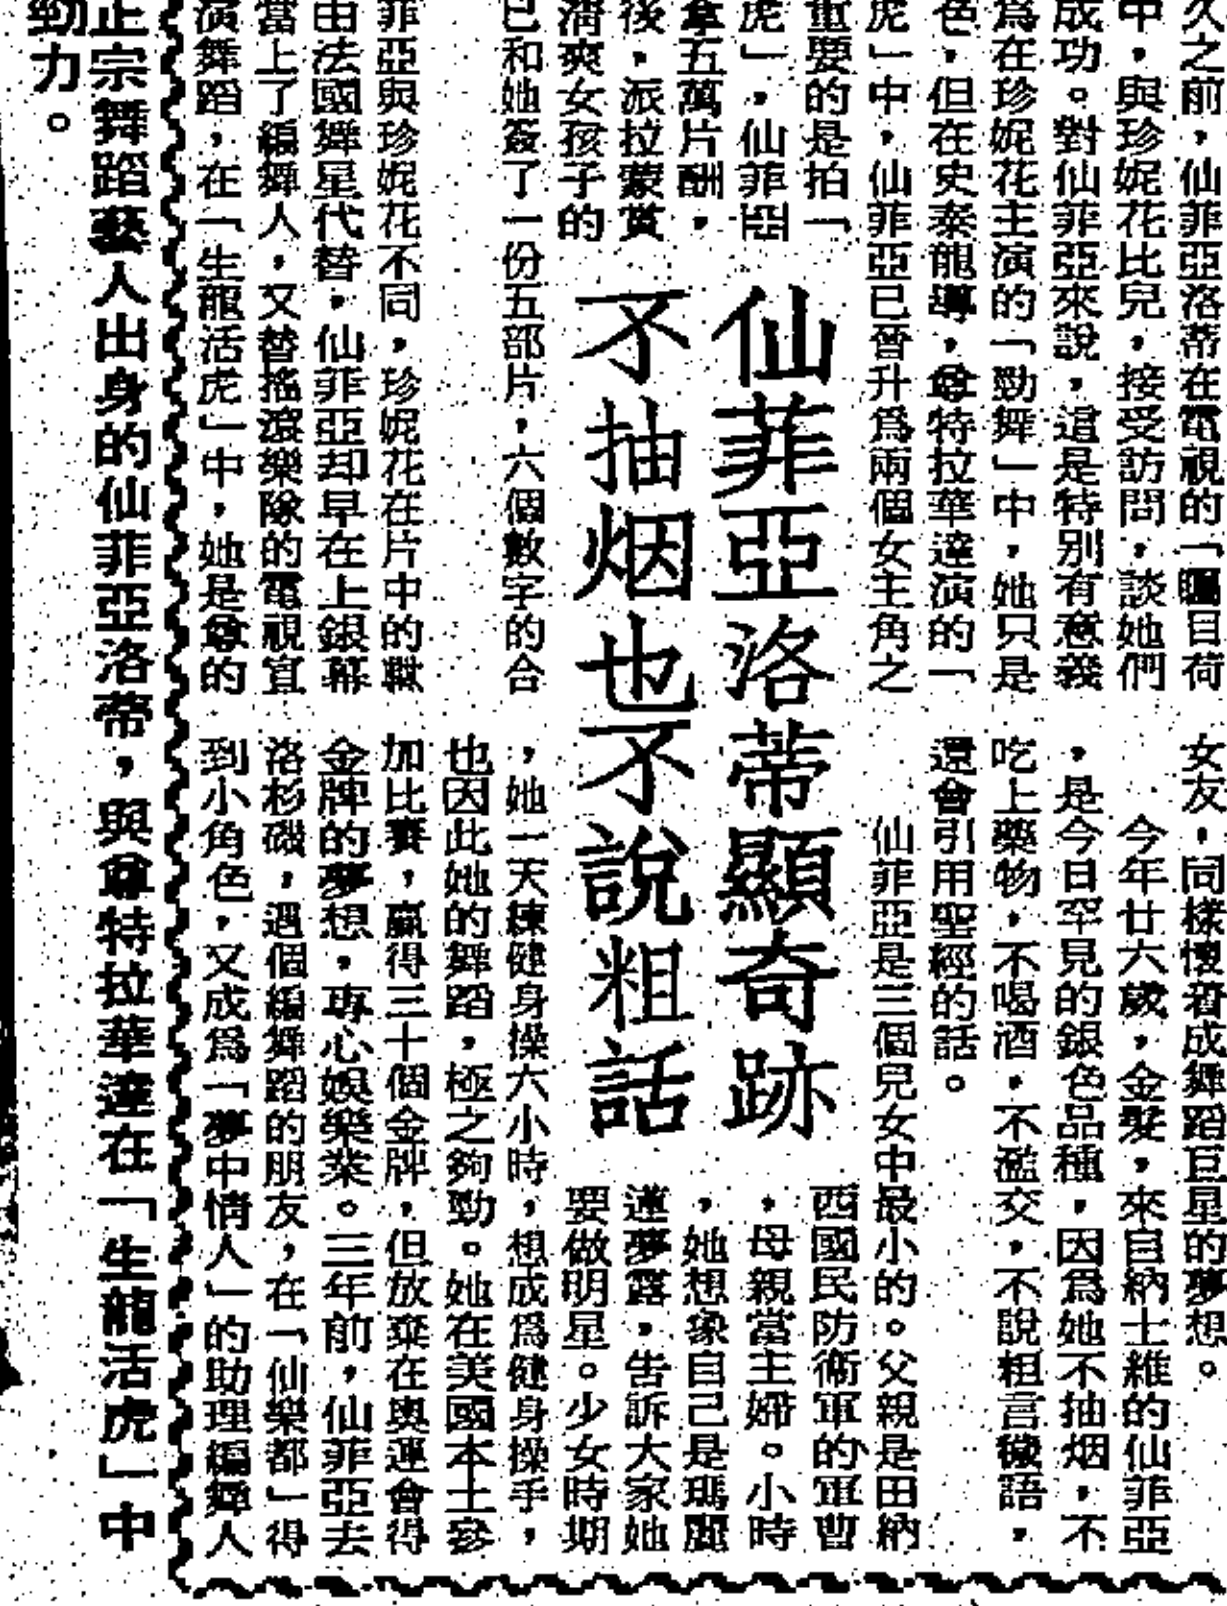 仙菲亞洛蒂顯奇跡
不抽烟也不說粗話
久之前，仙菲亞洛蒂在電視的「矚目荷
中，與珍妮花比兒，接受訪問，談她們
成功。對仙菲亞來說，這是特別有意義
爲在珍妮花主演的「勁舞」中，她只是
色，但在史泰龍導，尊特拉華達演的「
虎」中，仙菲亞已晉升爲兩個女主角之
重要的是拍「
虎」，仙菲亞
拿五萬片酬，
後，派拉蒙賞
清爽女孩子的
已和她簽了一份五部片，六個數字的合
菲亞與珍妮花不同，珍妮花在片中的舞
由法國舞星代替，仙菲亞却早在上銀幕
當上了編舞人，又替搖滾樂隊的電視宣
演舞蹈，在「生龍活虎」中，她是尊的
女友，同樣懷着成舞蹈巨星的夢想。
今年廿六歲，金髮，來自納士維的仙菲亞
，是今日罕見的銀色品種，因爲她不抽烟，不
吃上藥物，不喝酒，不濫交，不說粗言穢語，
還會引用聖經的話。
仙菲亞是三個兒女中最小的。父親是田納
西國民防衞軍的軍曹
，母親當主婦。小時
，她想象自己是瑪麗
蓮夢露，告訴大家她
要做明星。少女時期
，她一天練健身操六小時，想成爲健身操手，
也因此她的舞蹈，極之夠勁。她在美國本土參
加比賽，贏得三十個金牌，但放棄在奧運會得
金牌的夢想，專心娛樂業。三年前，仙菲亞去
洛杉磯，遇個編舞蹈的朋友，在「仙樂都」得
到小角色，又成爲「夢中情人」的助理編舞人
正宗舞蹈藝人出身的仙菲亞洛蒂，與尊特拉華達在「生龍活虎」中
勁力。